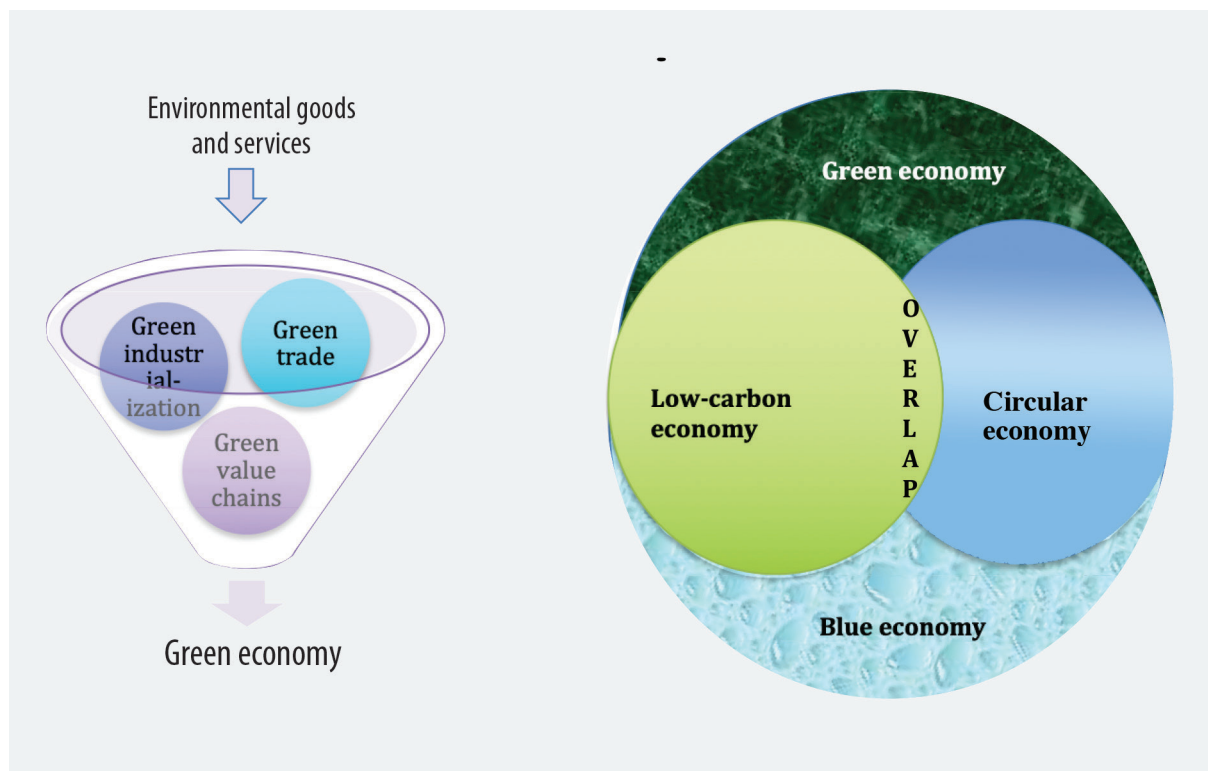 Environmental goods
and services
Green
industr
ial-
ization
Green
trade
Green
value
chains
Green economy
-
Green economy
Low-carbon
economy
O
V
E
R
L
A
P
Circular
economy
Blue economy